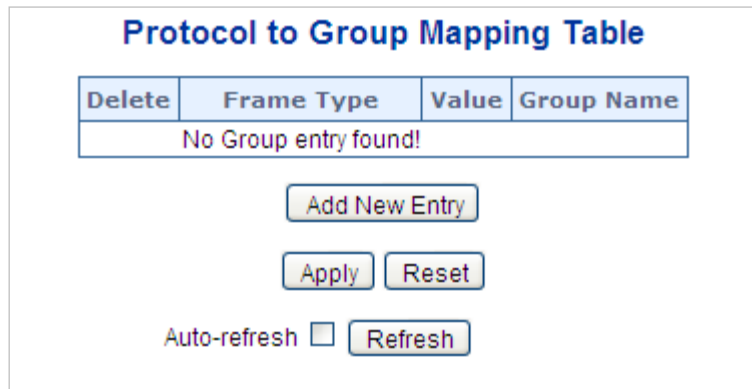 Protocol to Group Mapping Table
Delete Frame Type Value Group Name
No Group entry found!
Add New Entry
Apply Reset
Auto-refresh Refresh